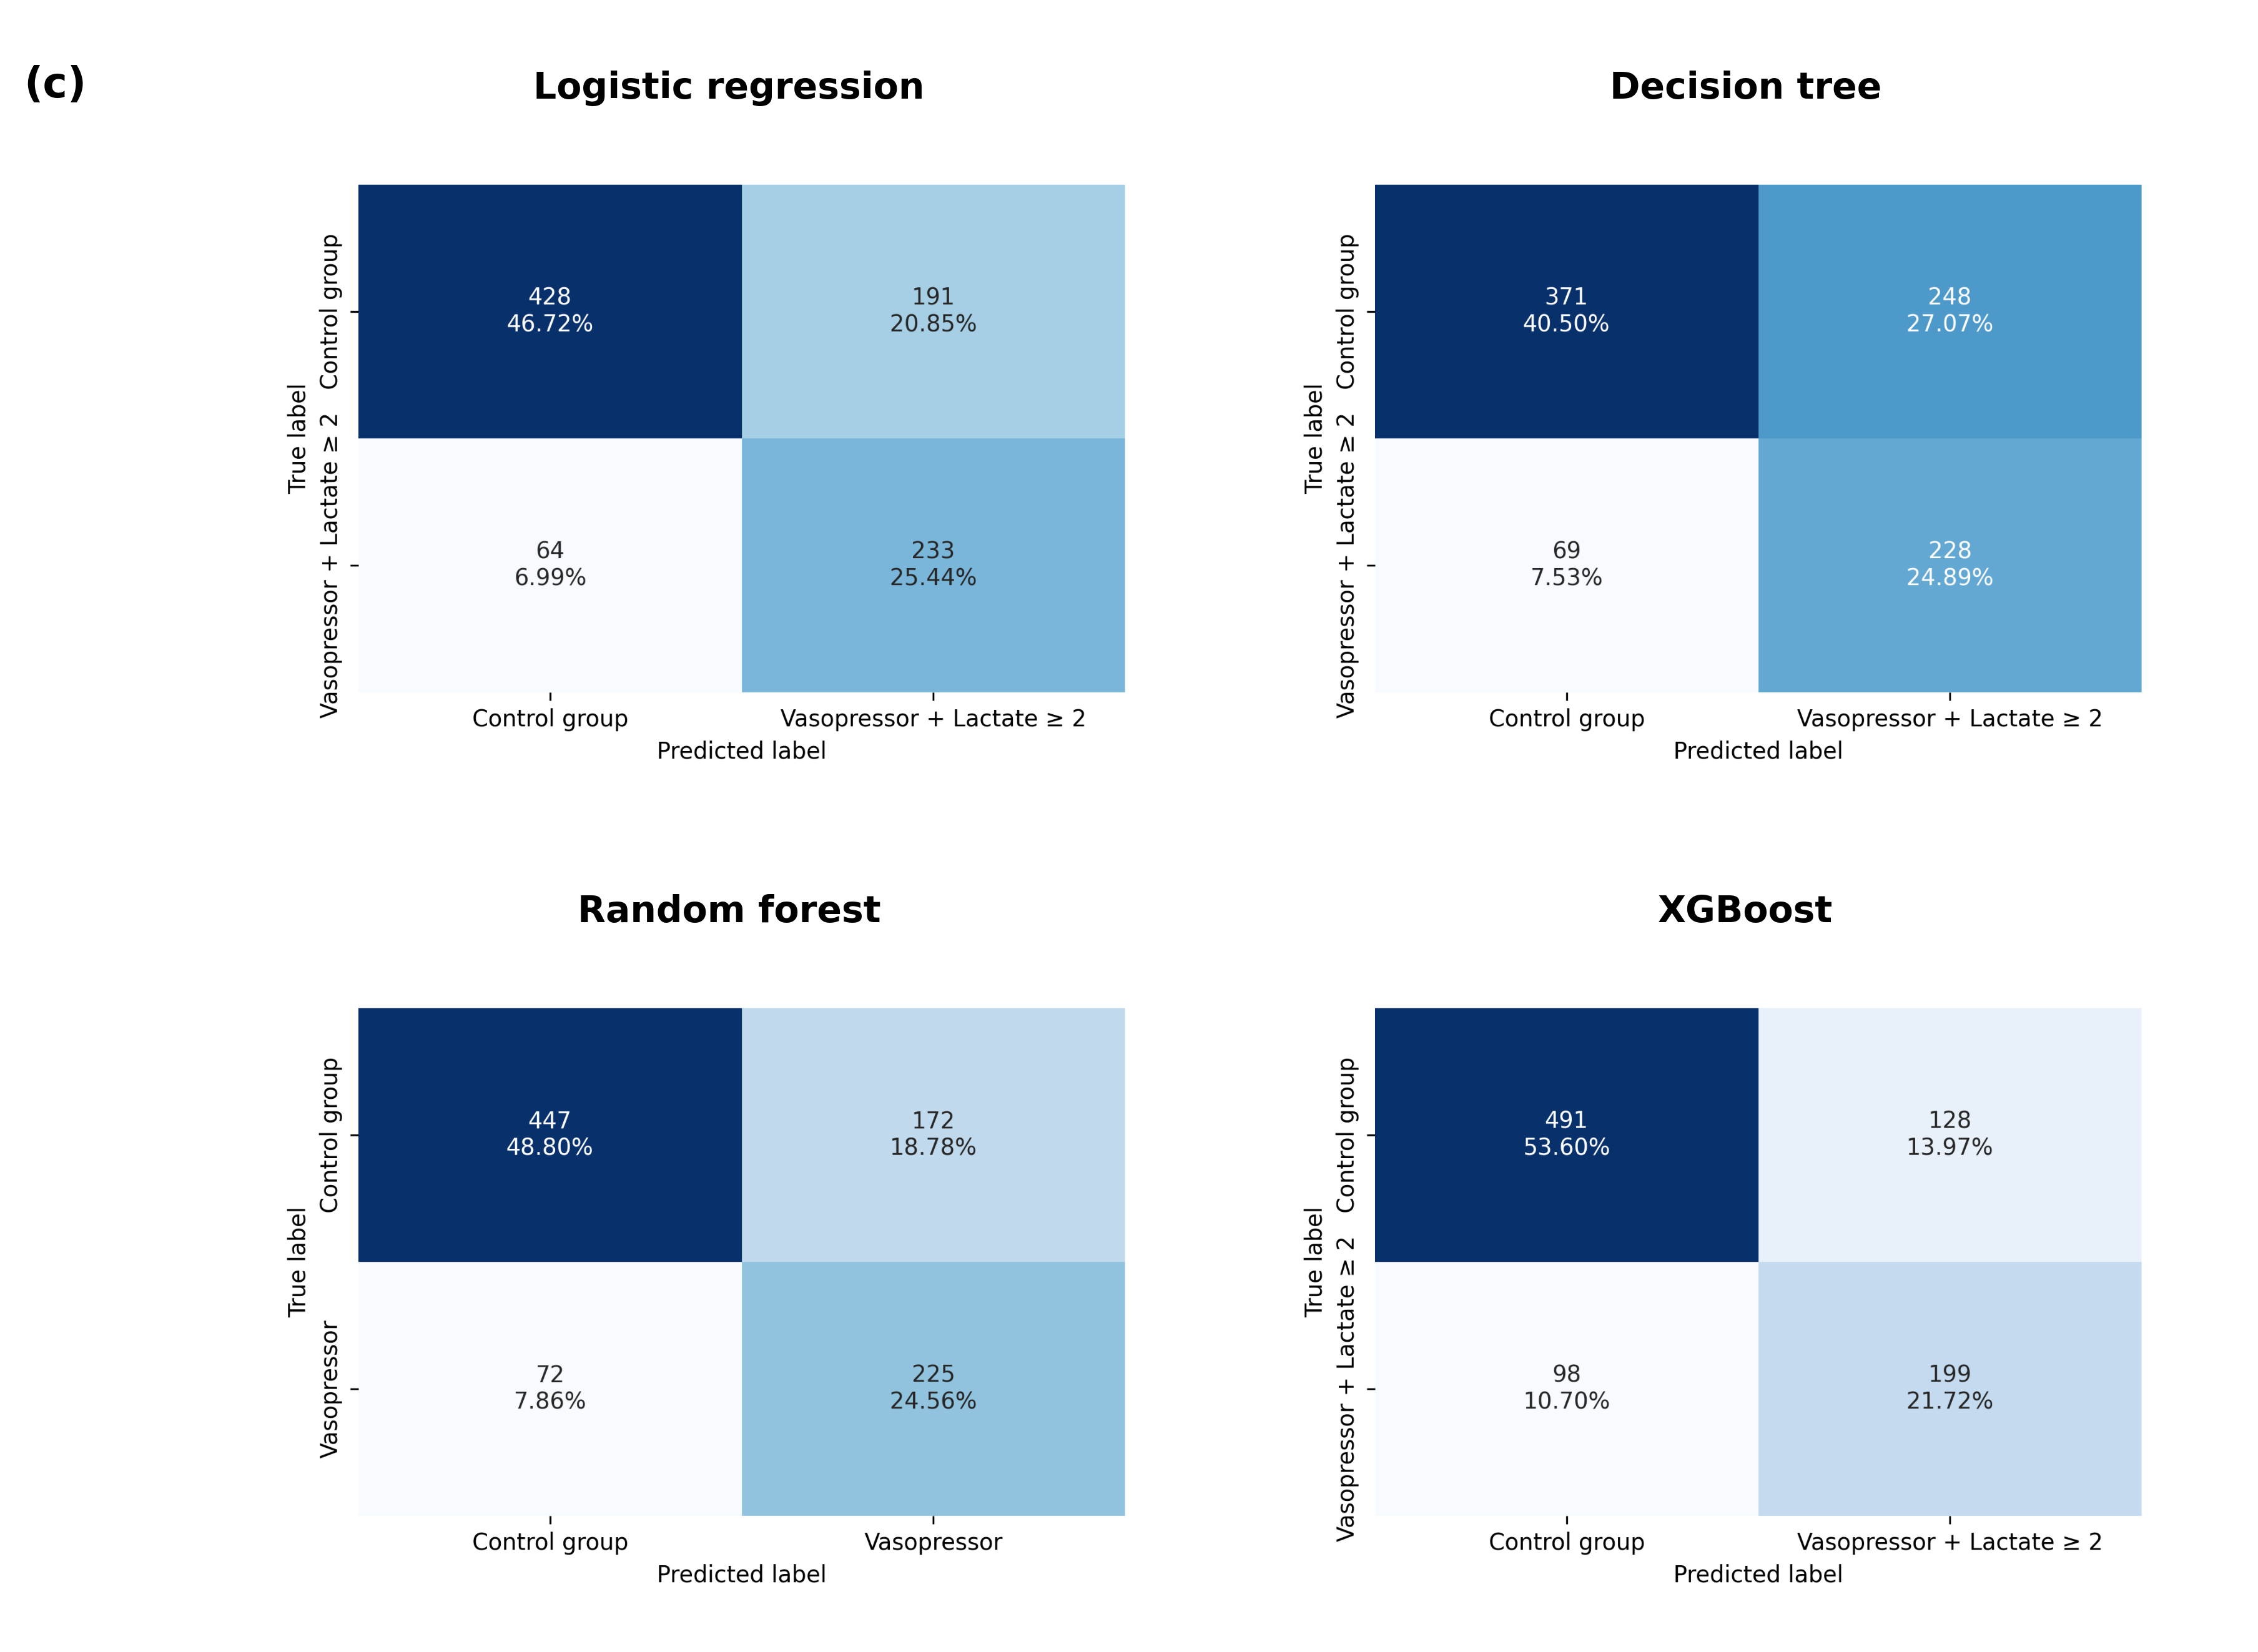 (c)
Logistic regression
True label
Control group
Vasopressor + Lactate ≥ 2
428
46.72%
191
20.85%
64
6.99%
233
25.44%
Control group
Vasopressor + Lactate ≥ 2
Predicted label
Decision tree
True label
Control group
Vasopressor + Lactate ≥ 2
371
40.50%
248
27.07%
69
7.53%
228
24.89%
Control group
Vasopressor + Lactate ≥ 2
Predicted label
Random forest
True label
Control group
Vasopressor
447
48.80%
172
18.78%
72
7.86%
225
24.56%
Control group
Vasopressor
Predicted label
XGBoost
True label
Control group
Vasopressor + Lactate ≥ 2
491
53.60%
128
13.97%
98
10.70%
199
21.72%
Control group
Vasopressor + Lactate ≥ 2
Predicted label